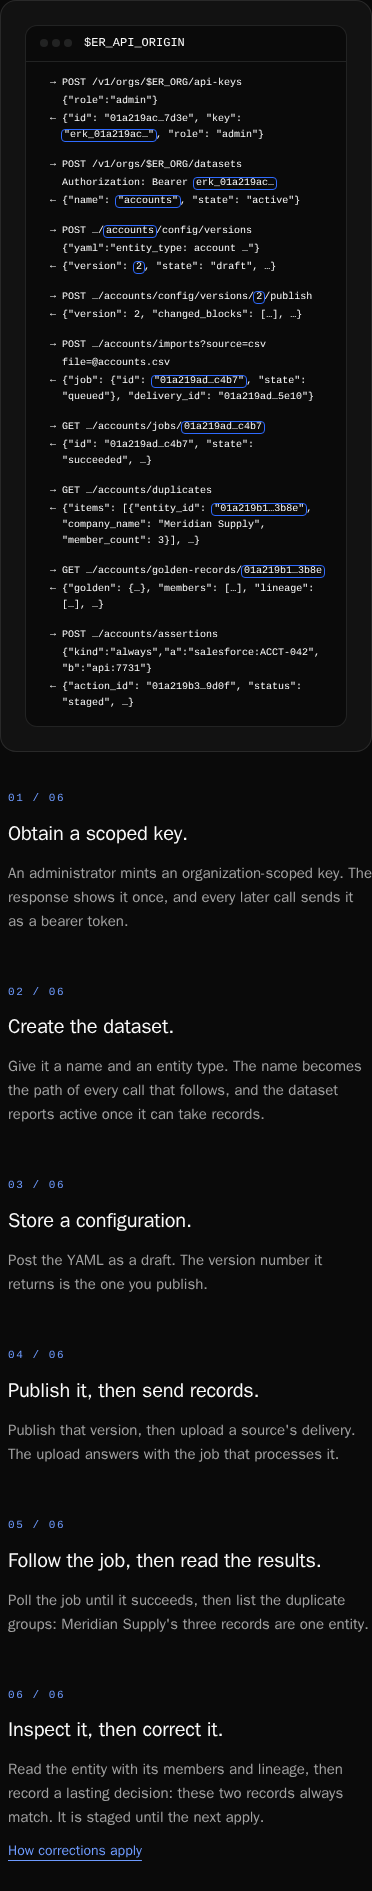 $ER_API_ORIGIN
→ POST /v1/orgs/$ER_ORG/api-keys
{"role":"admin"}
← {"id": "01a219ac…7d3e", "key":
"erk_01a219ac…", "role": "admin"}
→ POST /v1/orgs/$ER_ORG/datasets
Authorization: Bearer erk_01a219ac…
← {"name": "accounts", "state": "active"}
→ POST …/accounts/config/versions
{"yaml":"entity_type: account …"}
← {"version": 2, "state": "draft", …}
→ POST …/accounts/config/versions/2/publish
← {"version": 2, "changed_blocks": […], …}
→ POST …/accounts/imports?source=csv
file=@accounts.csv
← {"job": {"id": "01a219ad…c4b7", "state":
"queued"}, "delivery_id": "01a219ad…5e10"}
→ GET …/accounts/jobs/01a219ad…c4b7
← {"id": "01a219ad…c4b7", "state":
"succeeded", …}
→ GET …/accounts/duplicates
← {"items": [{"entity_id": "01a219b1…3b8e",
"company_name": "Meridian Supply",
"member_count": 3}], …}
→ GET …/accounts/golden-records/01a219b1…3b8e
← {"golden": {…}, "members": […], "lineage":
[…], …}
→ POST …/accounts/assertions
{"kind":"always","a":"salesforce:ACCT-042",
"b":"api:7731"}
← {"action_id": "01a219b3…9d0f", "status":
"staged", …}
01 / 06
Obtain a scoped key.
An administrator mints an organization-scoped key. The
response shows it once, and every later call sends it
as a bearer token.
02 / 06
Create the dataset.
Give it a name and an entity type. The name becomes
the path of every call that follows, and the dataset
reports active once it can take records.
03 / 06
Store a configuration.
Post the YAML as a draft. The version number it
returns is the one you publish.
04 / 06
Publish it, then send records.
Publish that version, then upload a source's delivery.
The upload answers with the job that processes it.
05 / 06
Follow the job, then read the results.
Poll the job until it succeeds, then list the duplicate
groups: Meridian Supply's three records are one entity.
06 / 06
Inspect it, then correct it.
Read the entity with its members and lineage, then
record a lasting decision: these two records always
match. It is staged until the next apply.
How corrections apply